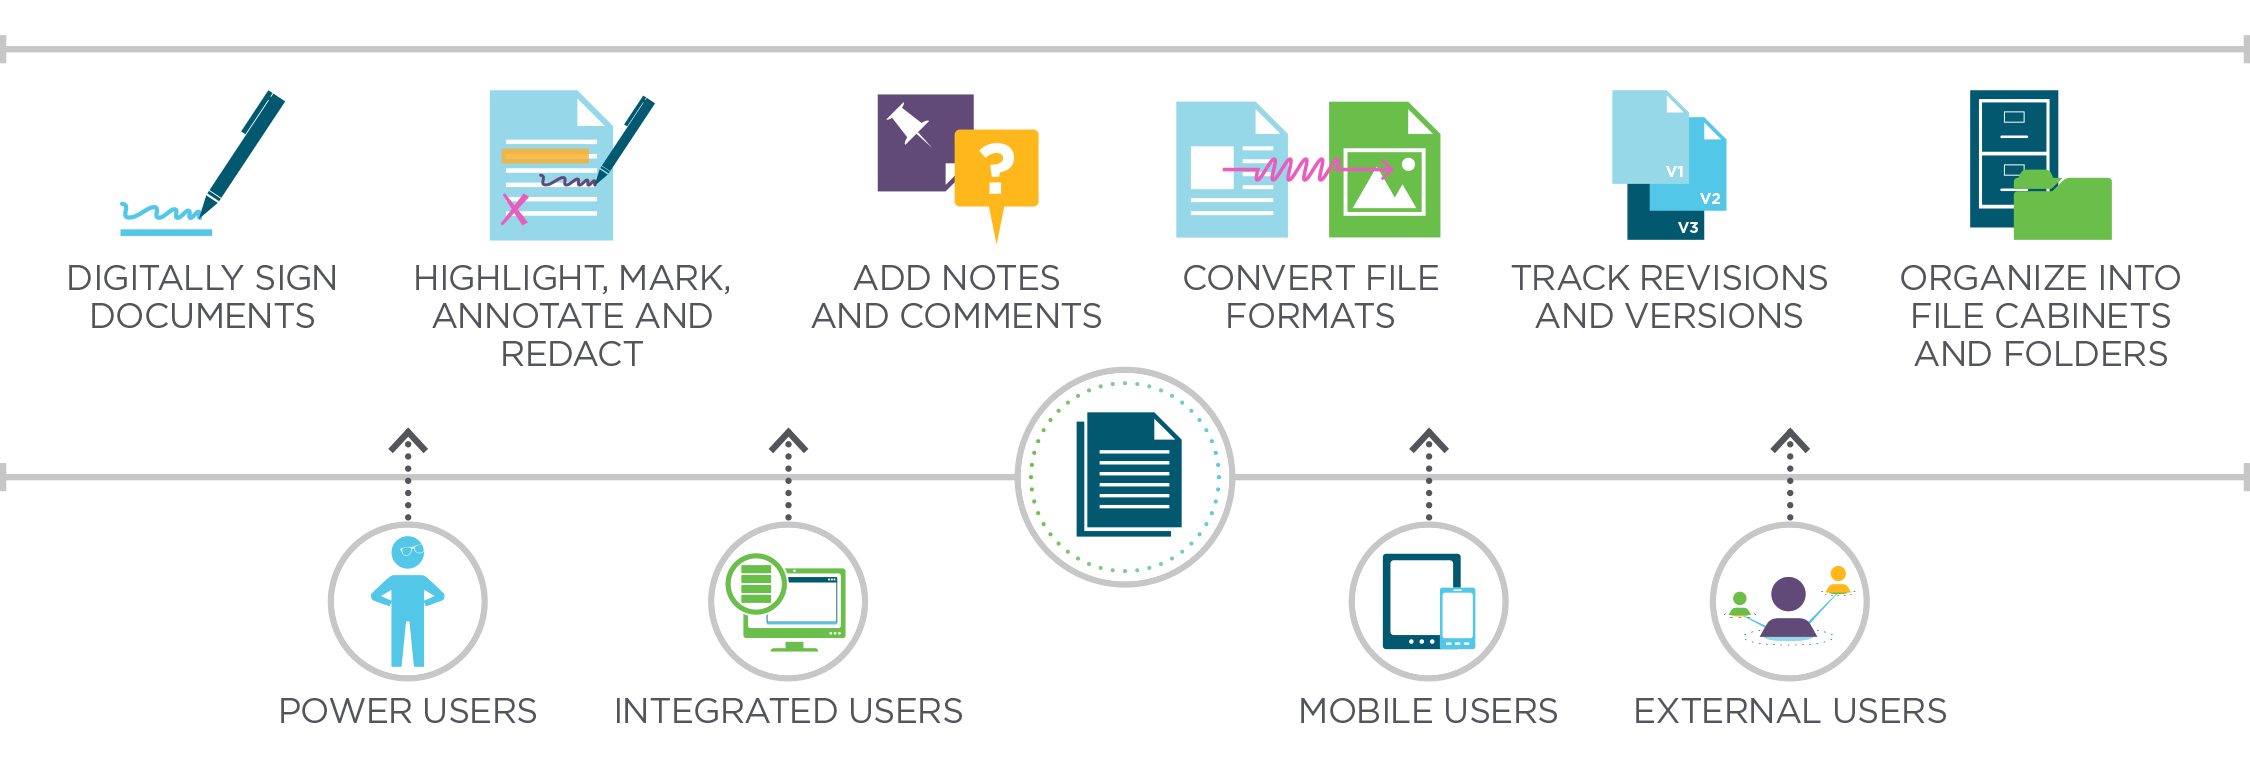 ?
V1
V2
V3
DIGITALLY SIGN
DOCUMENTS
HIGHLIGHT, MARK,
ANNOTATE AND
REDACT
ADD NOTES
AND COMMENTS
CONVERT FILE
FORMATS
TRACK REVISIONS
AND VERSIONS
ORGANIZE INTO
FILE CABINETS
AND FOLDERS
POWER USERS
INTEGRATED USERS
MOBILE USERS
EXTERNAL USERS